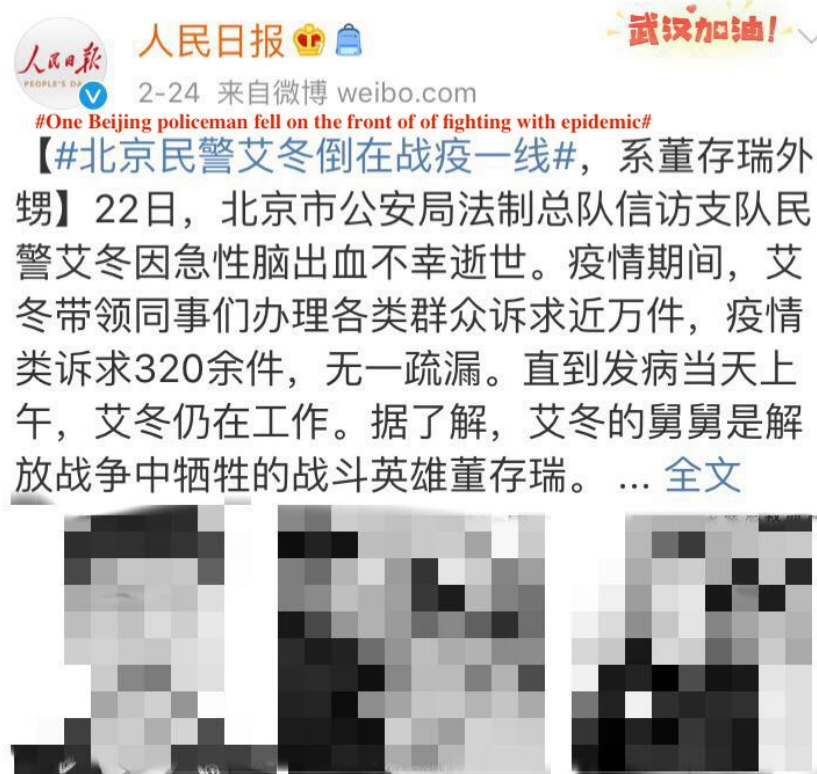 人民日报
PEOPLE'S DA
人民日报
武汉加油!
2-24 来自微博 weibo.com
#One Beijing policeman fell on the front of of fighting with epidemic#
【#北京民警艾冬倒在战疫一线#，系董存瑞外
甥】22日，北京市公安局法制总队信访支队民
警艾冬因急性脑出血不幸逝世。疫情期间，艾
冬带领同事们办理各类群众诉求近万件，疫情
类诉求320余件，无一疏漏。直到发病当天上
午，艾冬仍在工作。据了解，艾冬的舅舅是解
放战争中牺牲的战斗英雄董存瑞。 ... 全文